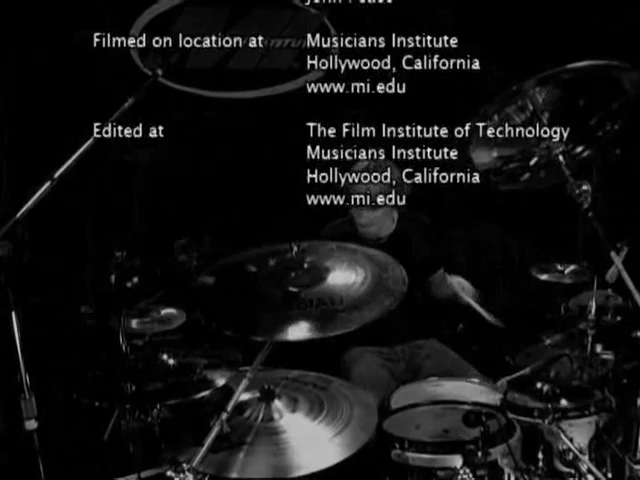 Filmed on location at Musicians Institute
Hollywood, California
www.mi.edu
Edited at The Film Institute of Technology
Musicians Institute
Hollywood, California
www.mi.edu